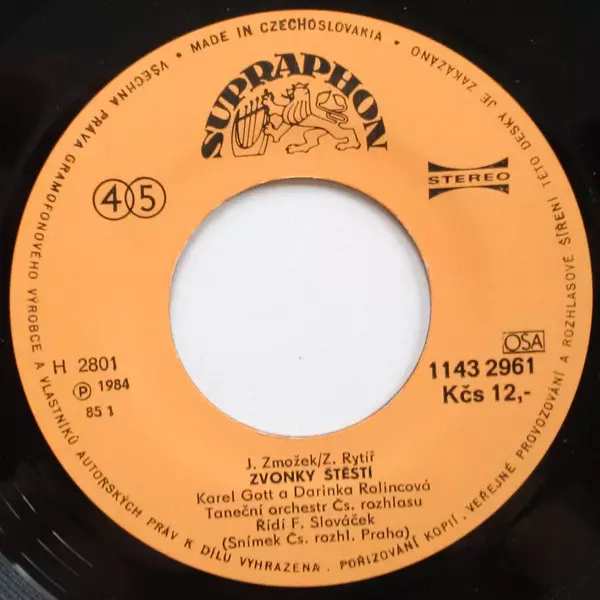 VŠECHNA PRÁVA GRAMOFONOVÉHO VÝROBCE A VLASTNÍKŮ AUTORSKÝCH PRÁV K DÍLU VYHRAZENA. POŘIZOVÁNÍ KOPIÍ, VEŘEJNÉ PROVOZOVÁNÍ A ROZHLASOVÉ ŠÍŘENÍ TÉTO DESKY JE ZAKÁZÁNO
• MADE IN CZECHOSLOVAKIA •
SUPRAPHON
45
STEREO
OSA
H 2801
1143 2961
Ⓟ 1984
Kčs 12,-
85 1
J. Zmožek/Z. Rytíř
ZVONKY ŠTĚSTÍ
Karel Gott a Darinka Rolincová
Taneční orchestr Čs. rozhlasu
Řídí F. Slováček
(Snímek Čs. rozhl. Praha)